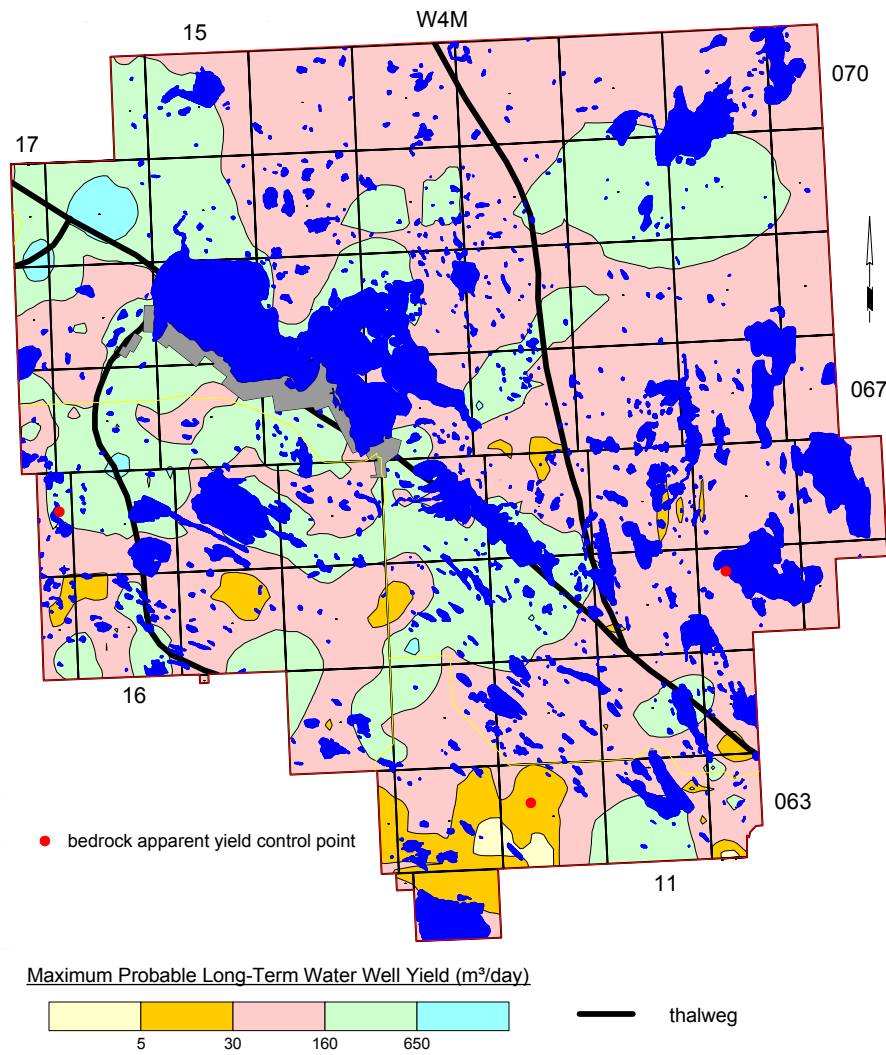 W4M
15
070
17
067
16
063
bedrock apparent yield control point
11
Maximum Probable Long-Term Water Well Yield (m³/day)
thalweg
5 30 160 650